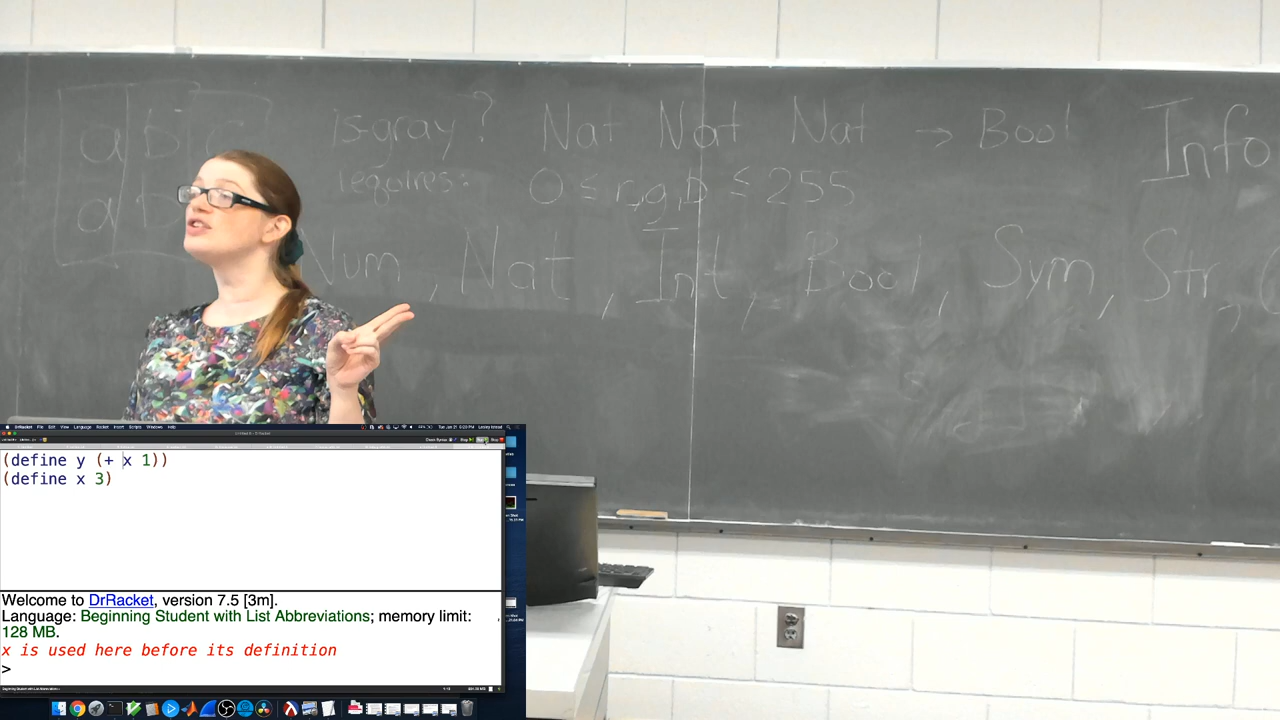 is-gray? Nat Nat Nat → Bool
requires: 0 ≤ r,g,b ≤ 255
Num, Nat, Int, Bool, Sym, Str,
Info
a b c
a b
(define y (+ x 1))
(define x 3)
Welcome to DrRacket, version 7.5 [3m].
Language: Beginning Student with List Abbreviations; memory limit:
128 MB.
x is used here before its definition
>